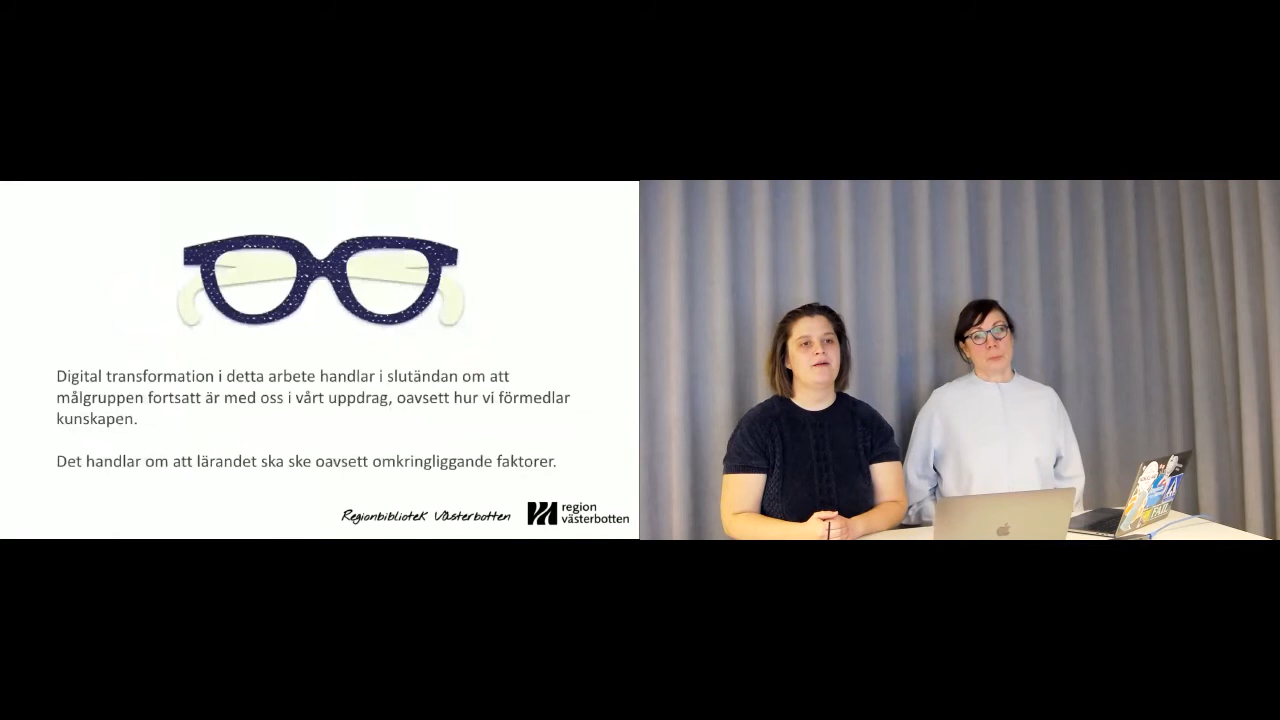 Digital transformation i detta arbete handlar i slutändan om att
målgruppen fortsatt är med oss i vårt uppdrag, oavsett hur vi förmedlar
kunskapen.
Det handlar om att lärandet ska ske oavsett omkringliggande faktorer.
Regionbibliotek Västerbotten
region
västerbotten
FAIL